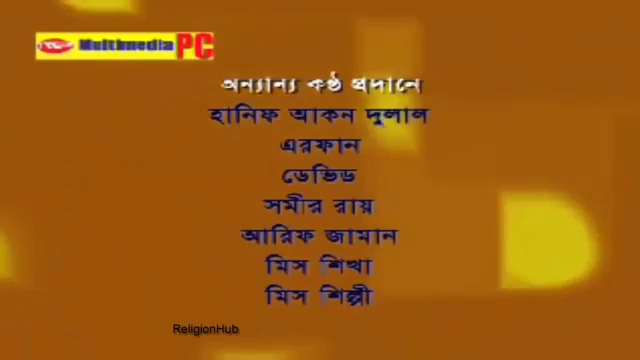 Multimedia PC
অন্যান্য কণ্ঠ প্রদানে
হানিফ আকন দুলাল
এরফান
ডেভিড
সমীর রায়
আরিফ জামান
মিস শিখা
মিস শিল্পী
ReligionHub